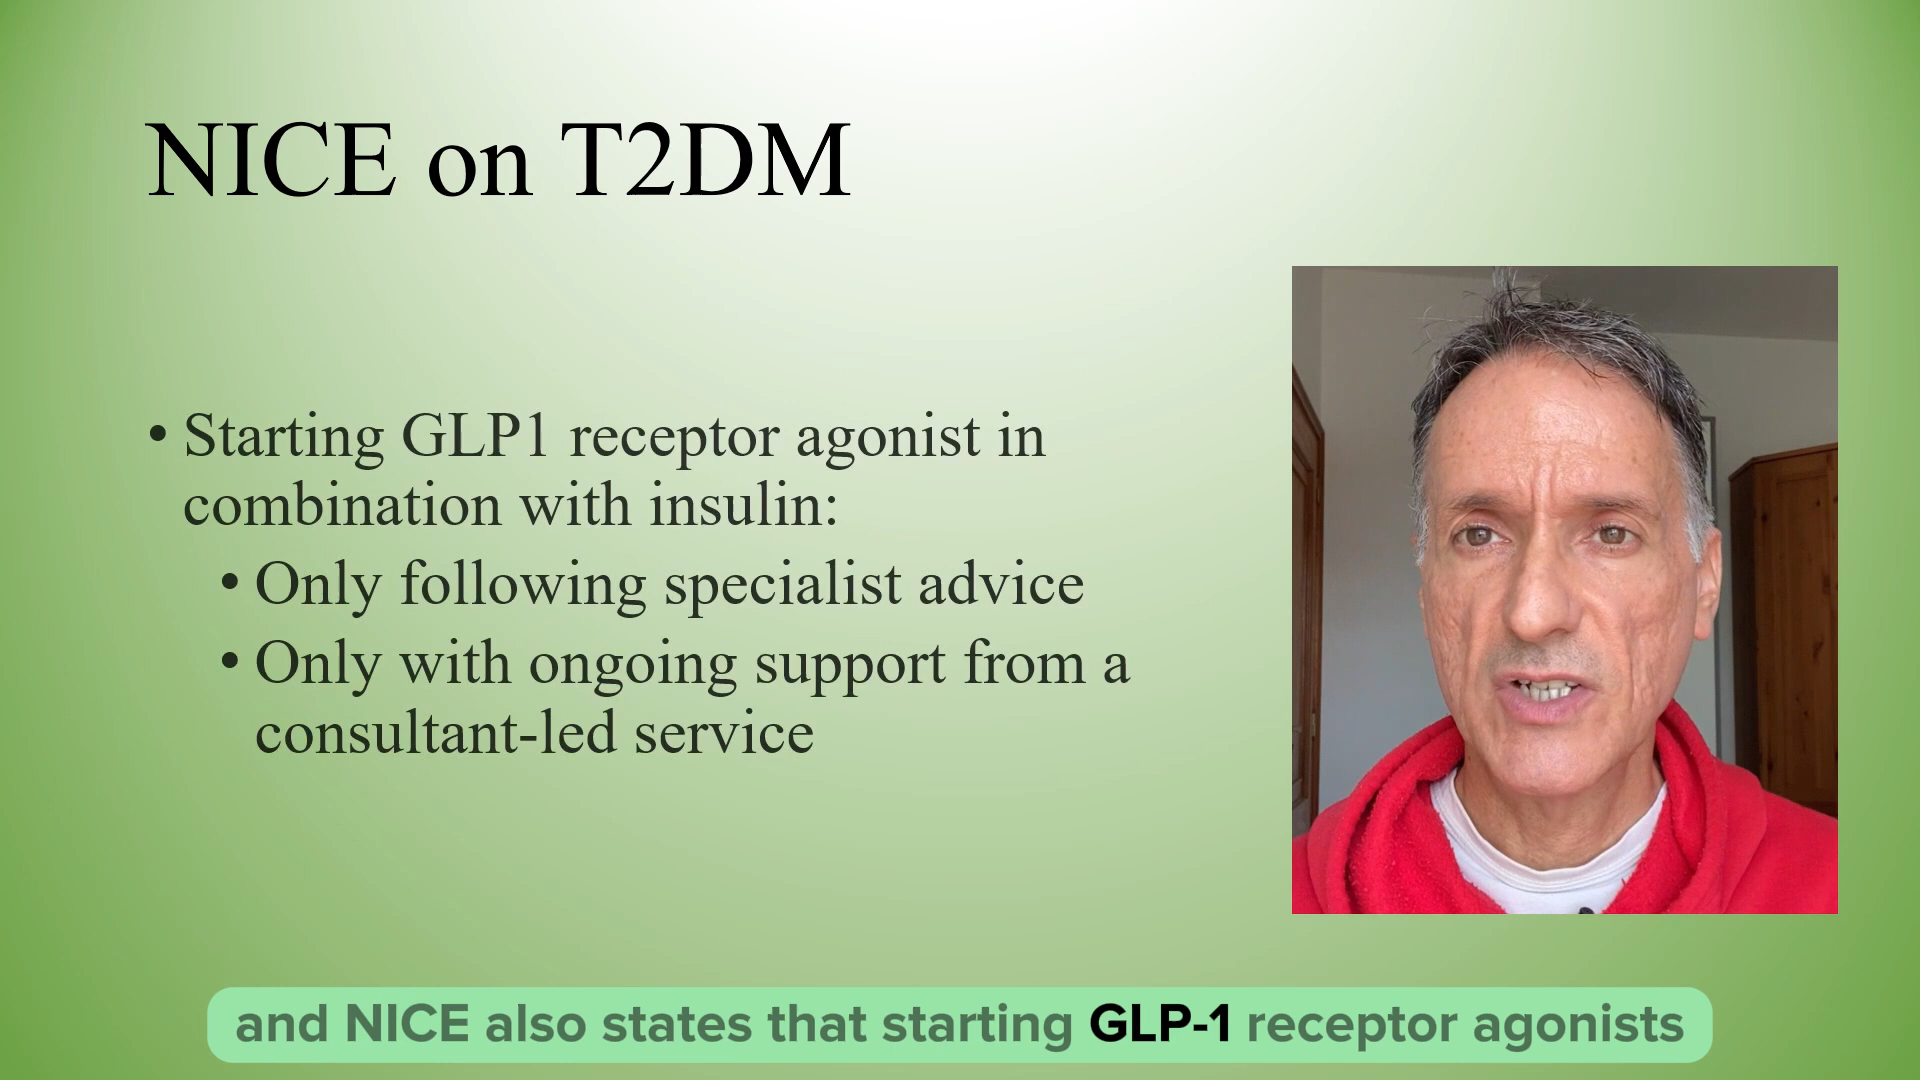 NICE on T2DM
• Starting GLP1 receptor agonist in
combination with insulin:
• Only following specialist advice
• Only with ongoing support from a
consultant-led service
and NICE also states that starting GLP-1 receptor agonists